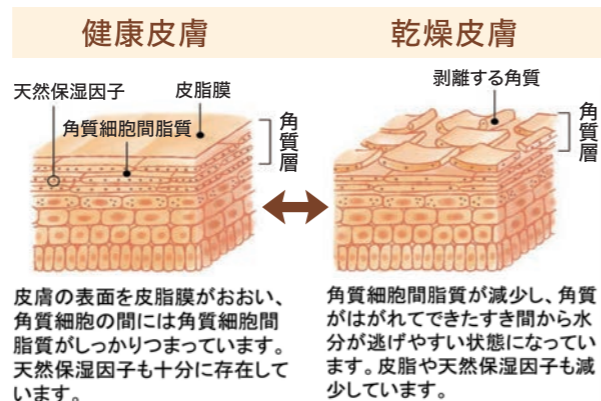 健康皮膚
天然保湿因子
皮脂膜
角質細胞間脂質
角質層
皮膚の表面を皮脂膜がおおい、
角質細胞の間には角質細胞間
脂質がしっかりつまっています。
天然保湿因子も十分に存在して
います。
乾燥皮膚
剥離する角質
角質層
角質細胞間脂質が減少し、角質
がはがれてできたすき間から水
分が逃げやすい状態になってい
ます。皮脂や天然保湿因子も減
少しています。